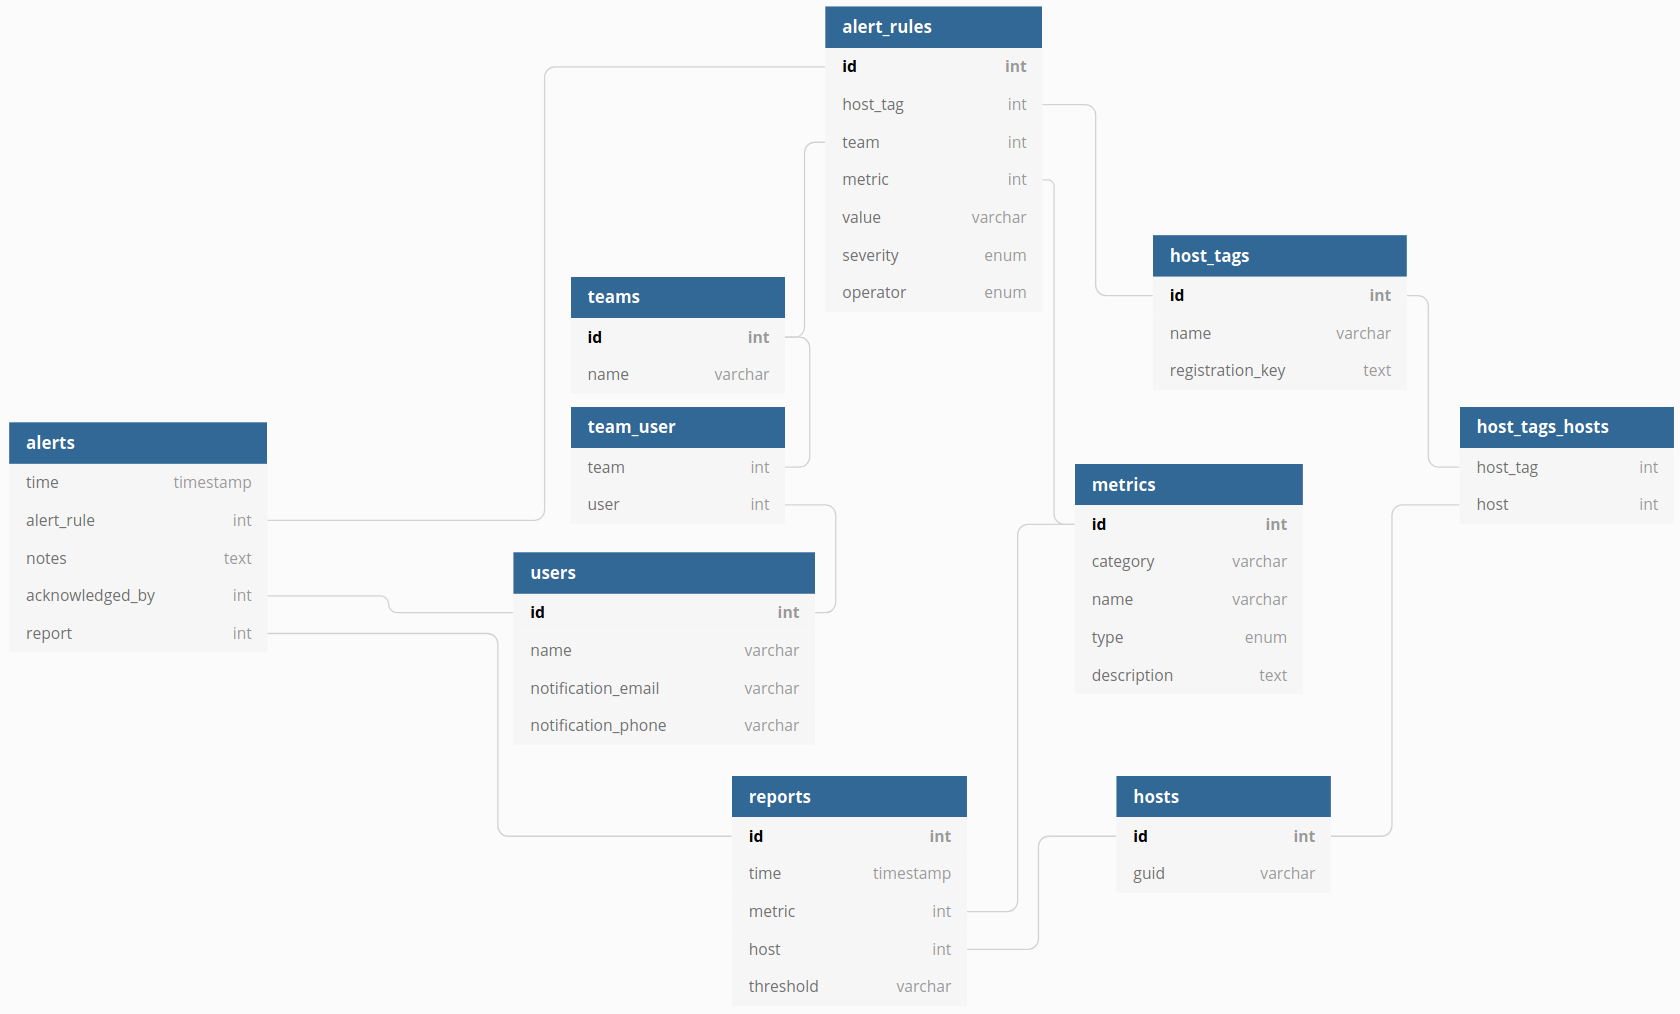 alert_rules
id int
host_tag int
team int
metric int
value varchar
severity enum
operator enum
host_tags
id int
name varchar
registration_key text
teams
id int
name varchar
team_user
team int
user int
host_tags_hosts
host_tag int
host int
alerts
time timestamp
alert_rule int
notes text
acknowledged_by int
report int
metrics
id int
category varchar
name varchar
type enum
description text
users
id int
name varchar
notification_email varchar
notification_phone varchar
reports
id int
time timestamp
metric int
host int
threshold varchar
hosts
id int
guid varchar